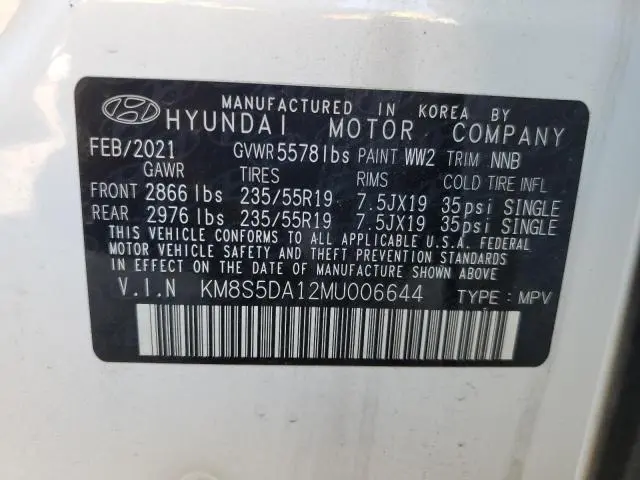 MANUFACTURED IN KOREA BY
HYUNDAI MOTOR COMPANY
FEB/2021 GVWR 5578lbs PAINT WW2 TRIM NNB
GAWR TIRES RIMS COLD TIRE INFL
FRONT 2866 lbs 235/55R19 7.5JX19 35psi SINGLE
REAR 2976 lbs 235/55R19 7.5JX19 35psi SINGLE
THIS VEHICLE CONFORMS TO ALL APPLICABLE U.S.A. FEDERAL
MOTOR VEHICLE SAFETY AND THEFT PREVENTION STANDARDS
IN EFFECT ON THE DATE OF MANUFACTURE SHOWN ABOVE
V.I.N KM8S5DA12MU006644 TYPE : MPV